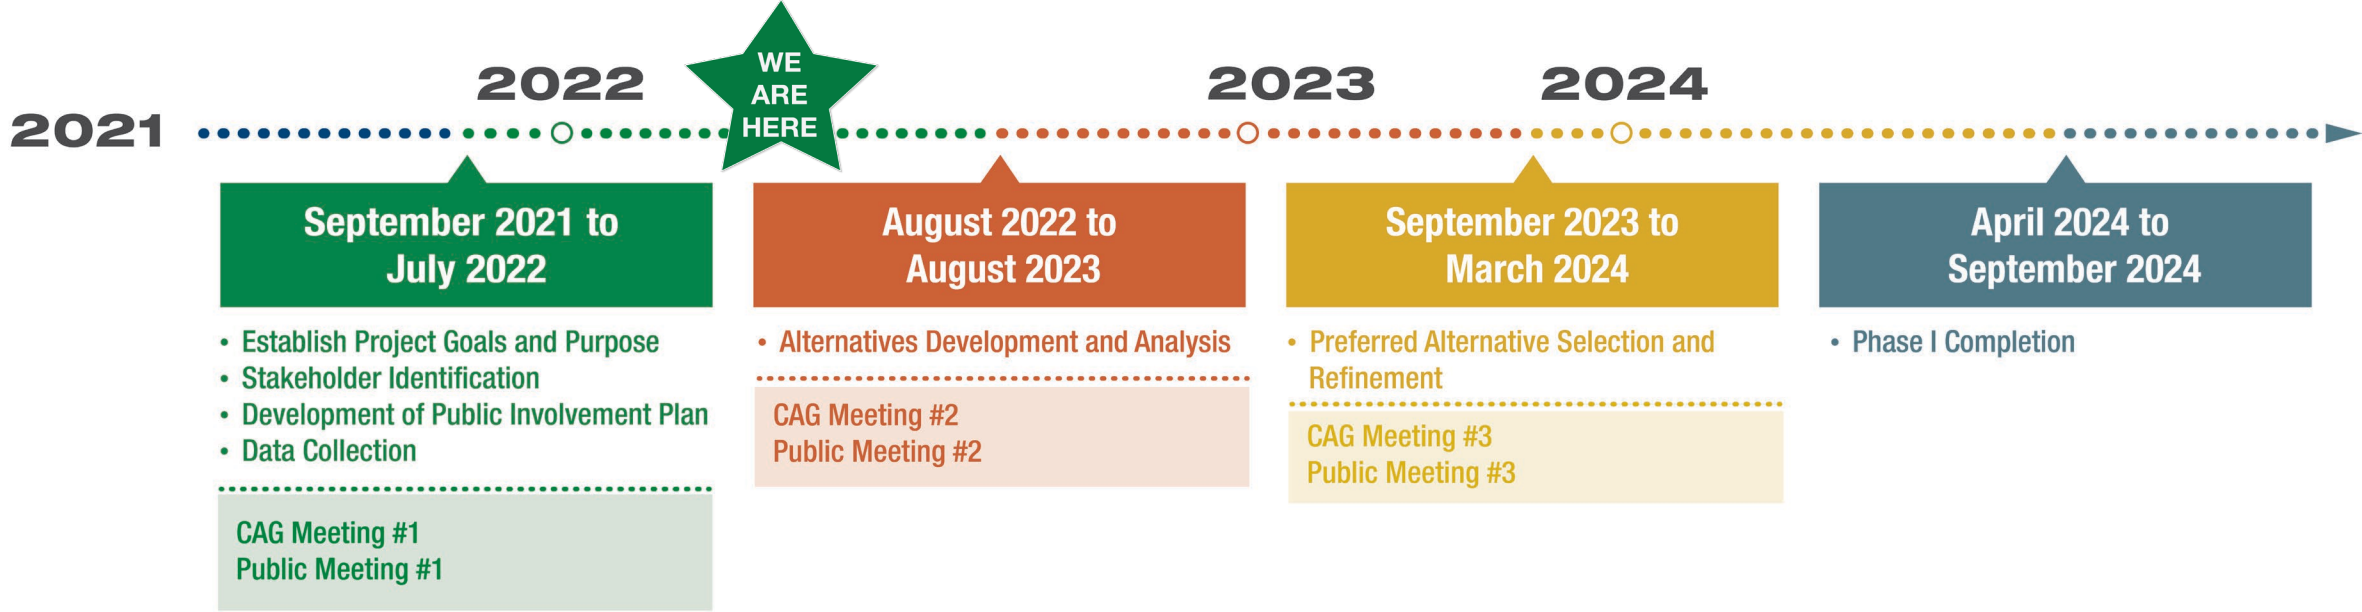 2021
2022
WE
ARE
HERE
2023
2024
September 2021 to
July 2022
• Establish Project Goals and Purpose
• Stakeholder Identification
• Development of Public Involvement Plan
• Data Collection
CAG Meeting #1
Public Meeting #1
August 2022 to
August 2023
• Alternatives Development and Analysis
CAG Meeting #2
Public Meeting #2
September 2023 to
March 2024
• Preferred Alternative Selection and
Refinement
CAG Meeting #3
Public Meeting #3
April 2024 to
September 2024
• Phase I Completion